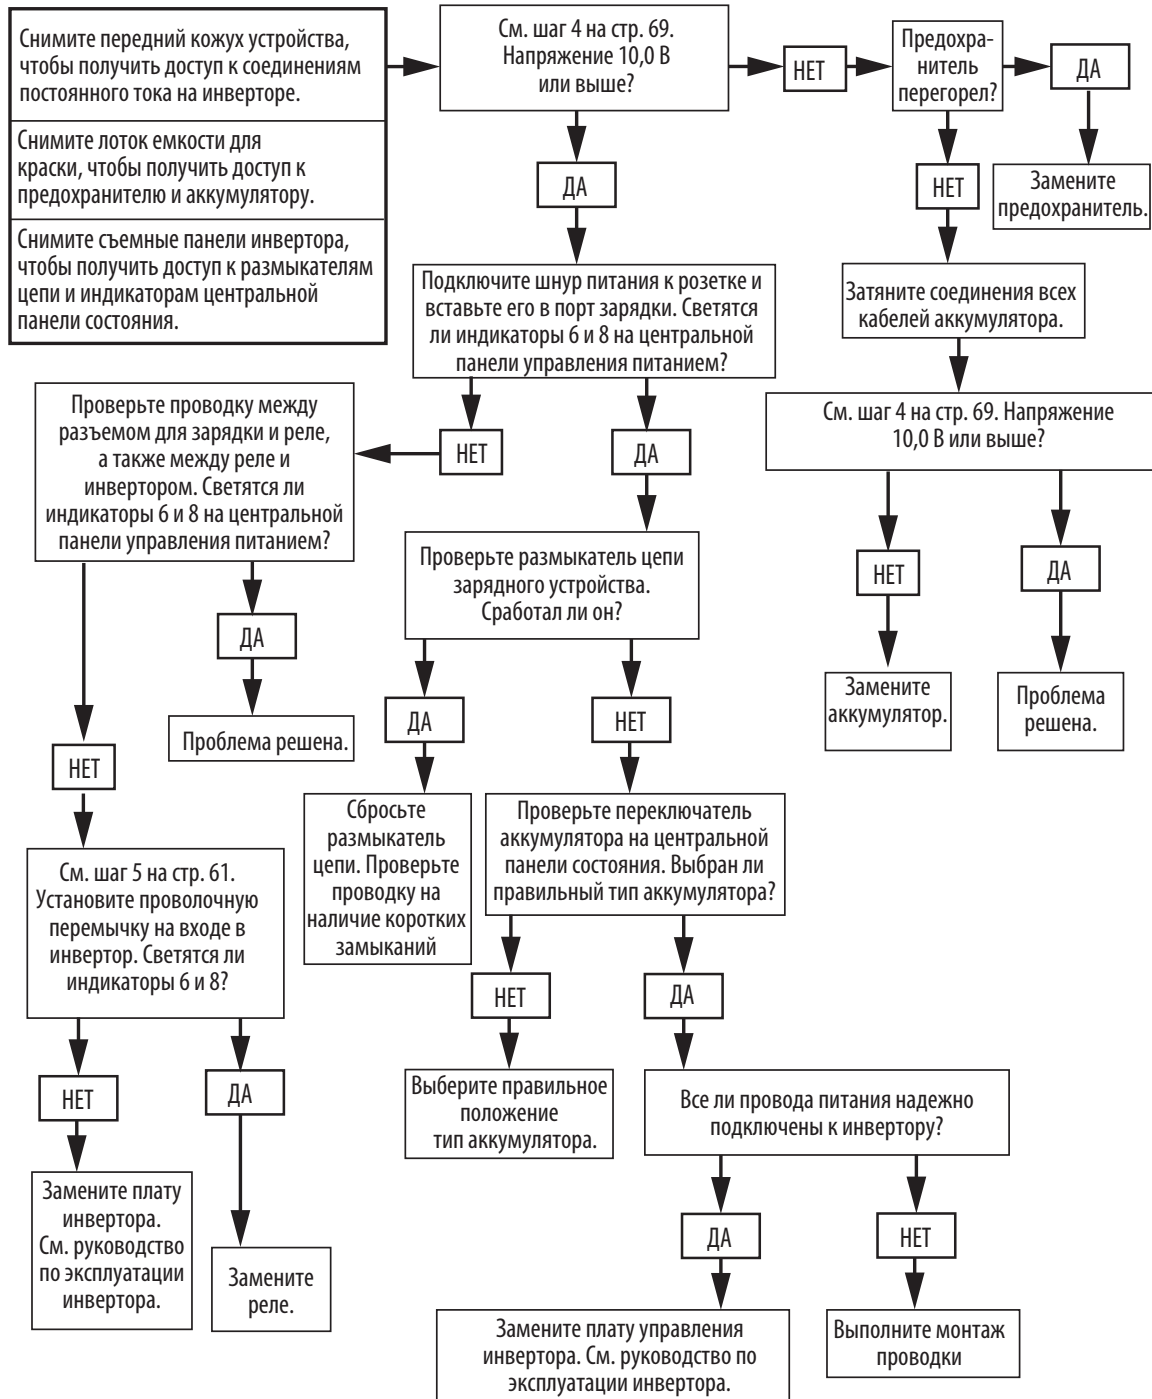 Снимите передний кожух устройства,
чтобы получить доступ к соединениям
постоянного тока на инверторе.
Снимите лоток емкости для
краски, чтобы получить доступ к
предохранителю и аккумулятору.
Снимите съемные панели инвертора,
чтобы получить доступ к размыкателям
цепи и индикаторам центральной
панели состояния.
См. шаг 4 на стр. 69.
Напряжение 10,0 В
или выше?
НЕТ
Предохра-
нитель
перегорел?
ДА
ДА
НЕТ
Замените
предохранитель.
Подключите шнур питания к розетке и
вставьте его в порт зарядки. Светятся
ли индикаторы 6 и 8 на центральной
панели управления питанием?
Затяните соединения всех
кабелей аккумулятора.
Проверьте проводку между
разъемом для зарядки и реле,
а также между реле и
инвертором. Светятся ли
индикаторы 6 и 8 на центральной
панели управления питанием?
НЕТ
ДА
См. шаг 4 на стр. 69. Напряжение
10,0 В или выше?
Проверьте размыкатель цепи
зарядного устройства.
Сработал ли он?
НЕТ
ДА
ДА
Проблема решена.
НЕТ
ДА
НЕТ
Замените
аккумулятор.
Проблема
решена.
См. шаг 5 на стр. 61.
Установите проволочную
перемычку на входе в
инвертор. Светятся ли
индикаторы 6 и 8?
Сбросьте
размыкатель
цепи. Проверьте
проводку на
наличие коротких
замыканий
Проверьте переключатель
аккумулятора на центральной
панели состояния. Выбран ли
правильный тип аккумулятора?
НЕТ
ДА
НЕТ
ДА
Выберите правильное
положение
тип аккумулятора.
Все ли провода питания надежно
подключены к инвертору?
Замените плату
инвертора.
См. руководство
по эксплуатации
инвертора.
Замените
реле.
ДА
НЕТ
Замените плату управления
инвертора. См. руководство по
эксплуатации инвертора.
Выполните монтаж
проводки